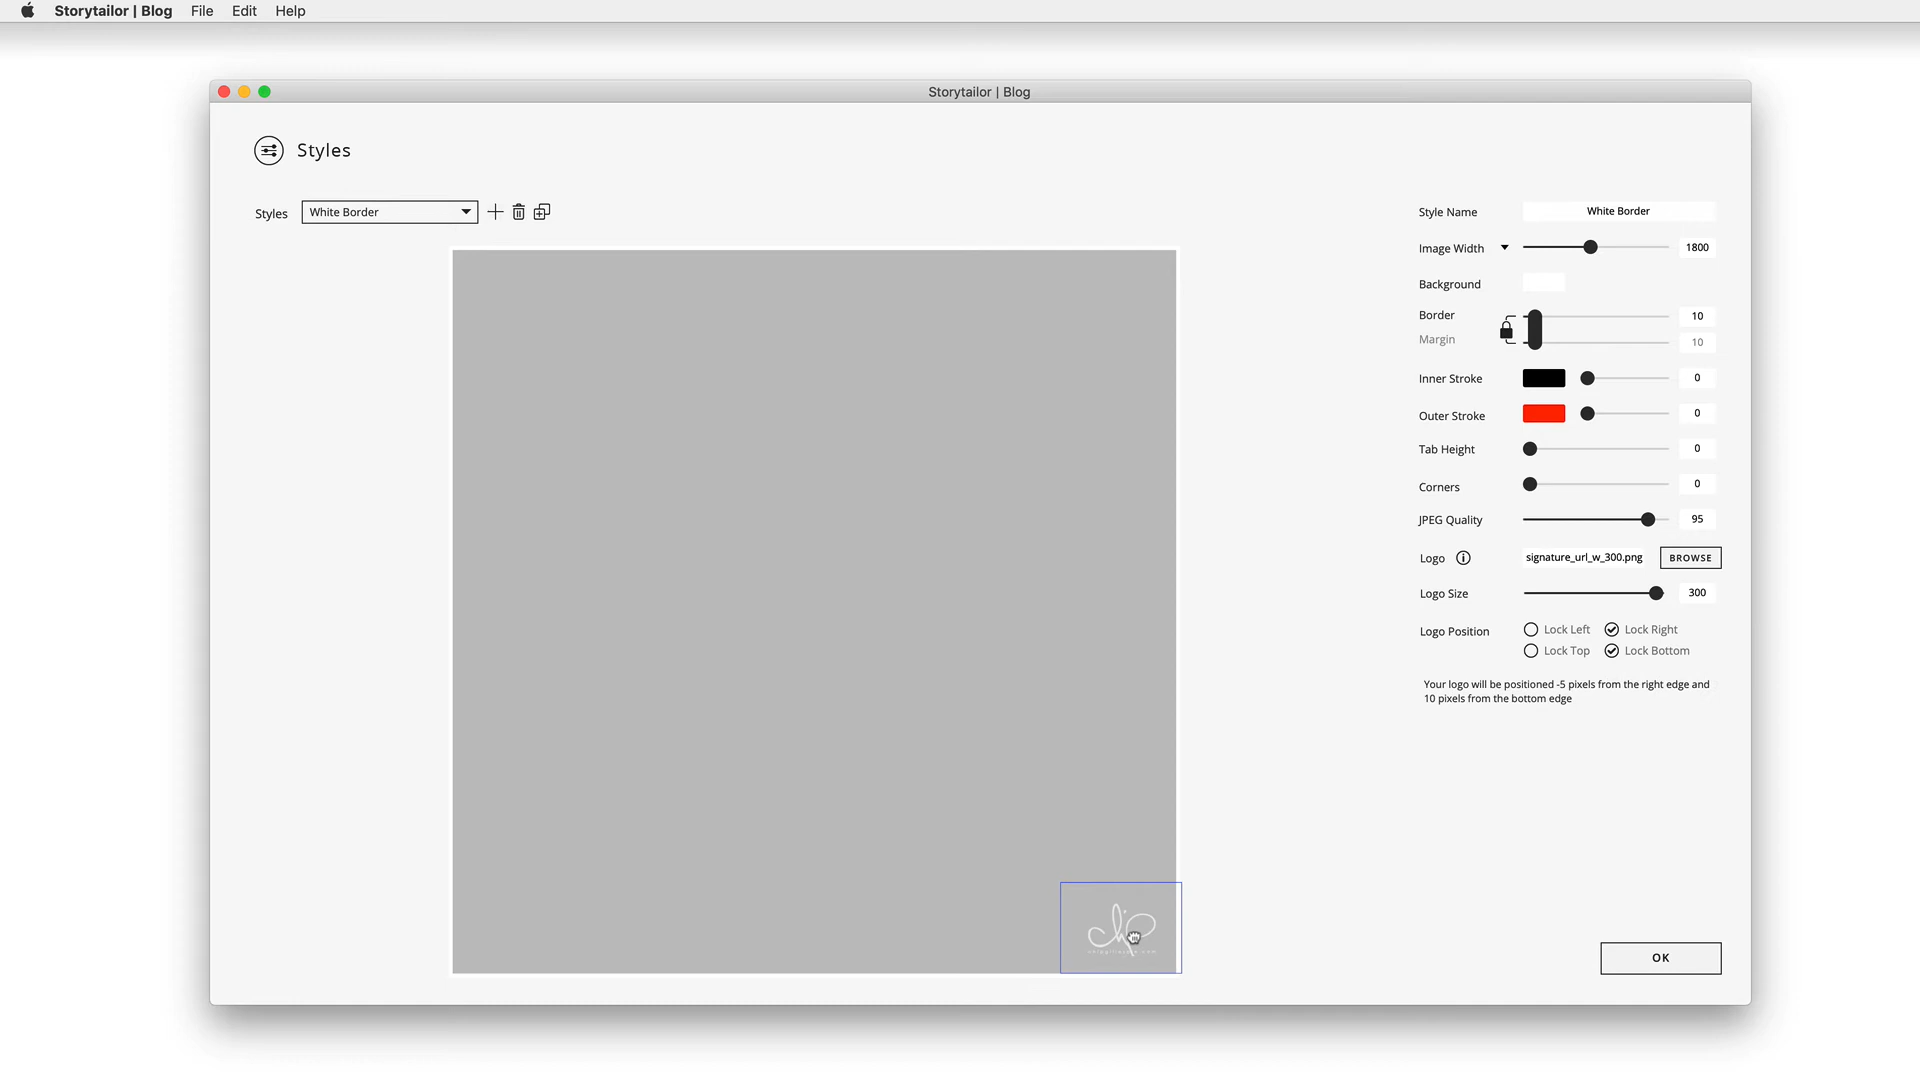 Storytailor | Blog File Edit Help
Storytailor | Blog
Styles
Styles White Border
Style Name White Border
Image Width 1800
Background
Border 10
Margin 10
Inner Stroke 0
Outer Stroke 0
Tab Height 0
Corners 0
JPEG Quality 95
Logo signature_url_w_300.png BROWSE
Logo Size 300
Logo Position Lock Left Lock Right
Lock Top Lock Bottom
Your logo will be positioned -5 pixels from the right edge and
10 pixels from the bottom edge
OK